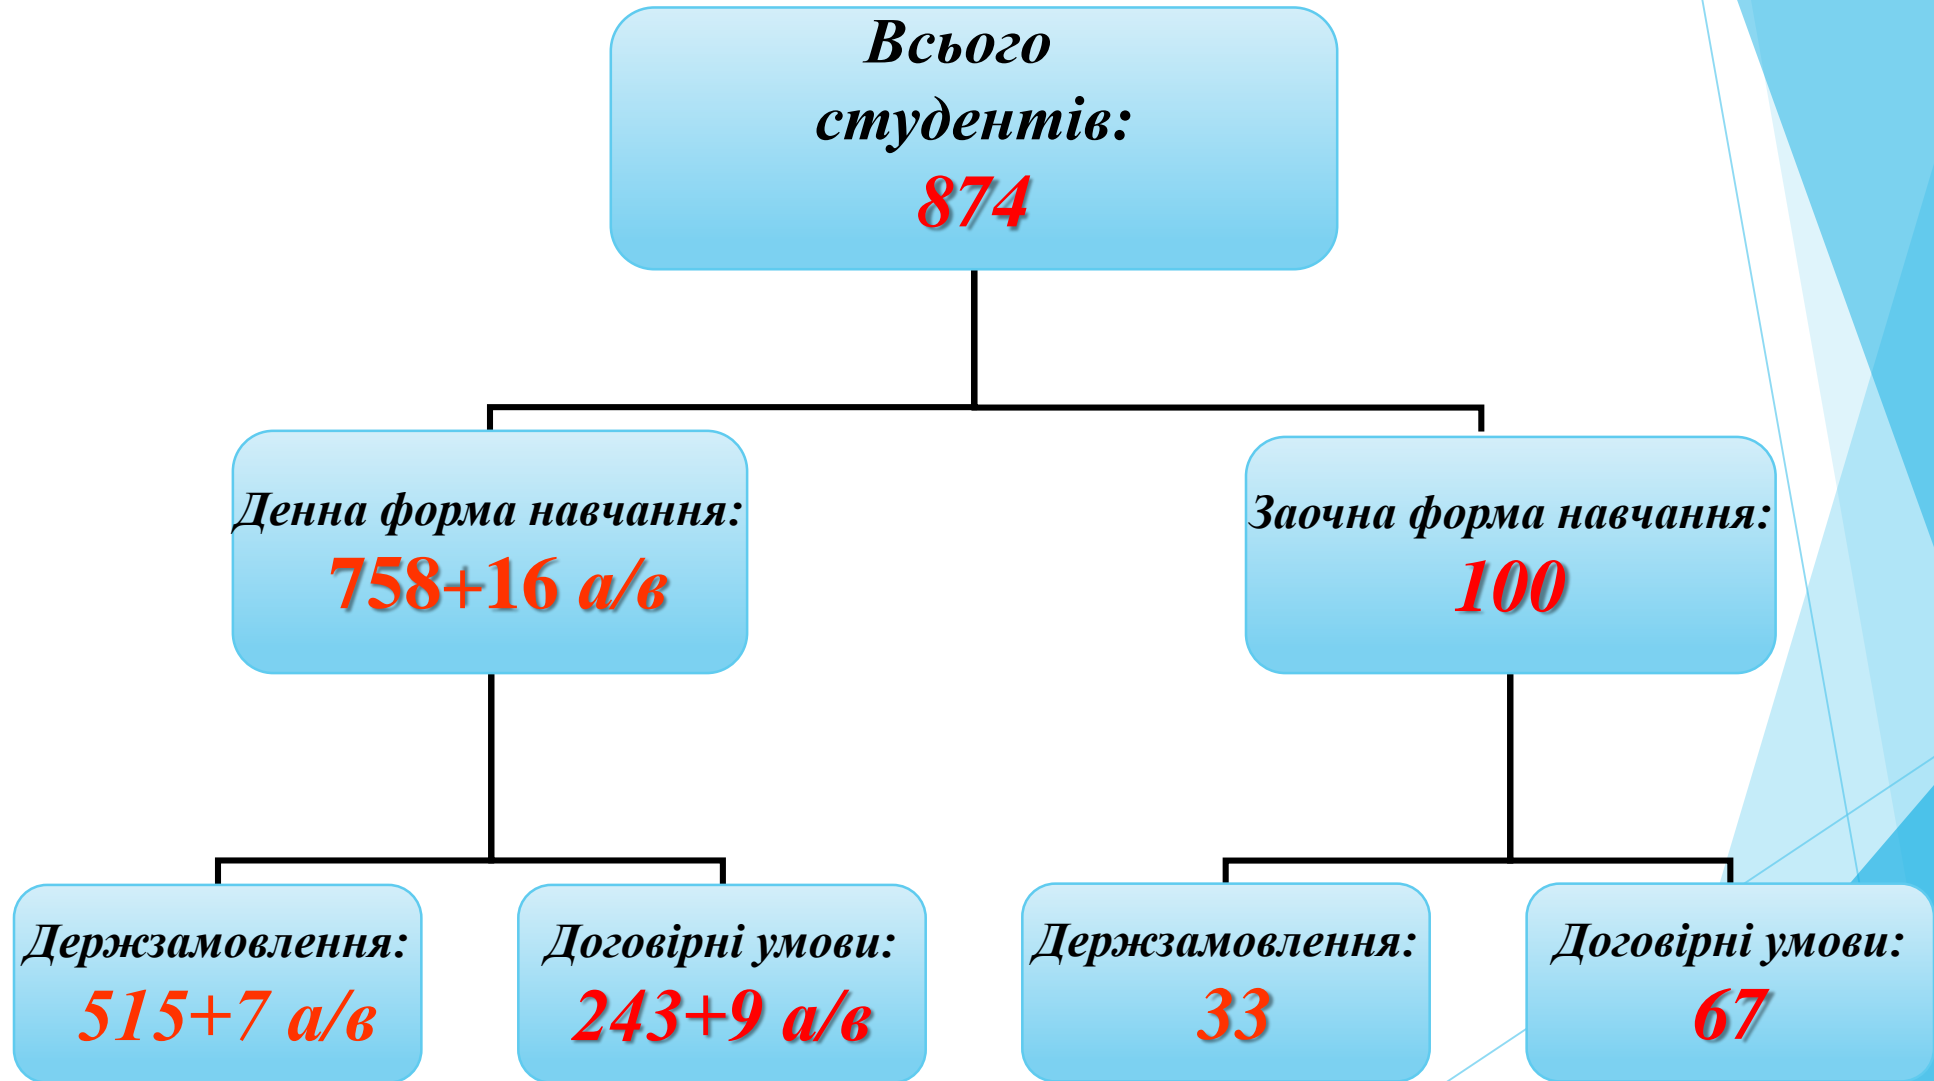 Всього
студентів:
874
Денна форма навчання:
758+16 а/в
Заочна форма навчання:
100
Держзамовлення:
515+7 а/в
Договірні умови:
243+9 а/в
Держзамовлення:
33
Договірні умови:
67